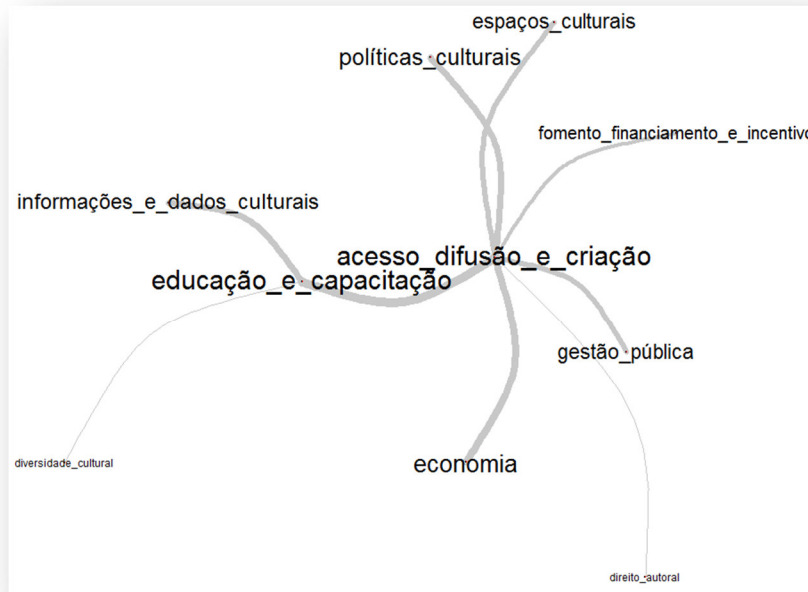 espaços_culturais
políticas_culturais
fomento_financiamento_e_incentivo
informações_e_dados_culturais
acesso_difusão_e_criação
educação_e_capacitação
gestão_pública
diversidade_cultural
economia
direito_autoral